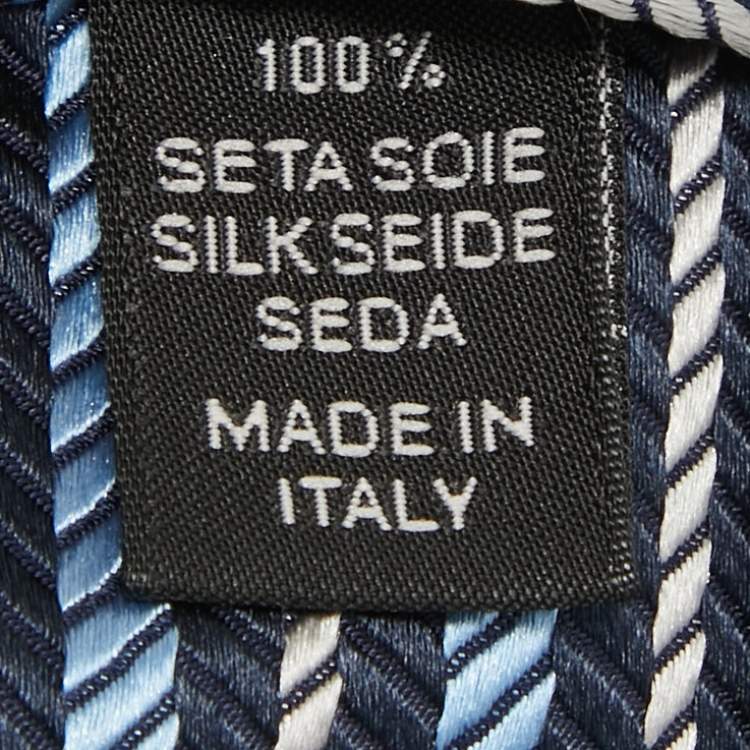 100%
SETA SOIE
SILK SEIDE
SEDA
MADE IN
ITALY